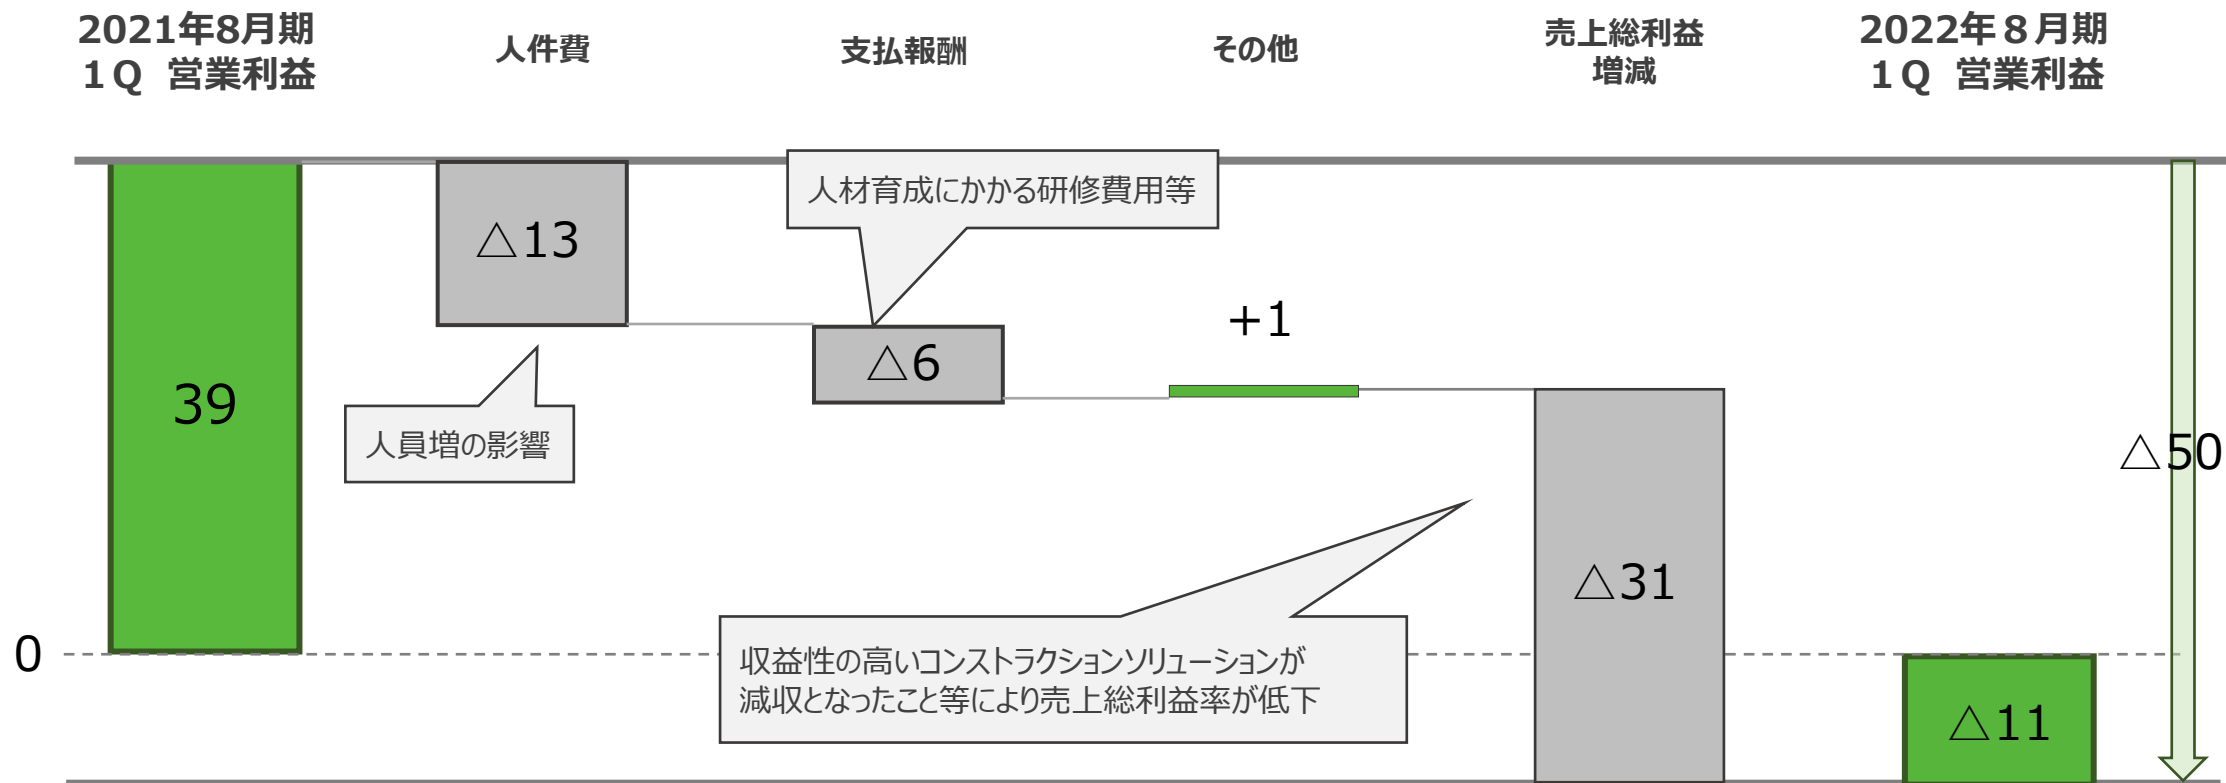 2021年8月期
１Q 営業利益
人件費
支払報酬
その他
売上総利益
増減
2022年８月期
１Q 営業利益
人材育成にかかる研修費用等
△13
+1
△6
39
人員増の影響
△50
△31
0
収益性の高いコンストラクションソリューションが
減収となったこと等により売上総利益率が低下
△11